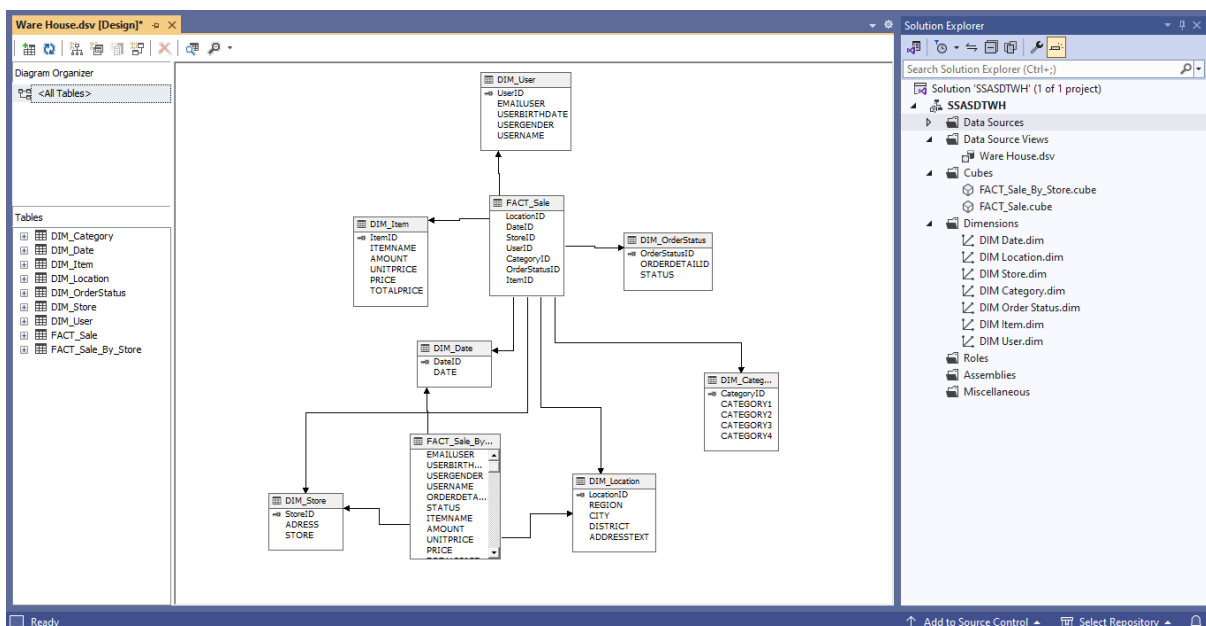 Ware House.dsv [Design]*
Diagram Organizer
<All Tables>
Tables
DIM_Category
DIM_Date
DIM_Item
DIM_Location
DIM_OrderStatus
DIM_Store
DIM_User
FACT_Sale
FACT_Sale_By_Store
DIM_User
UserID
EMAILUSER
USERBIRTHDATE
USERGENDER
USERNAME
FACT_Sale
LocationID
DateID
StoreID
UserID
CategoryID
OrderStatusID
ItemID
DIM_Item
ItemID
ITEMNAME
AMOUNT
UNITPRICE
PRICE
TOTALPRICE
DIM_OrderStatus
OrderStatusID
ORDERDETAILID
STATUS
DIM_Date
DateID
DATE
DIM_Categ...
CategoryID
CATEGORY1
CATEGORY2
CATEGORY3
CATEGORY4
FACT_Sale_By...
EMAILUSER
USERBIRTH...
USERGENDER
USERNAME
ORDERDETA...
STATUS
ITEMNAME
AMOUNT
UNITPRICE
PRICE
DIM_Store
StoreID
ADRESS
STORE
DIM_Location
LocationID
REGION
CITY
DISTRICT
ADDRESSTEXT
Solution Explorer
Search Solution Explorer (Ctrl+;)
Solution 'SSASDTWH' (1 of 1 project)
SSASDTWH
Data Sources
Data Source Views
Ware House.dsv
Cubes
FACT_Sale_By_Store.cube
FACT_Sale.cube
Dimensions
DIM Date.dim
DIM Location.dim
DIM Store.dim
DIM Category.dim
DIM Order Status.dim
DIM Item.dim
DIM User.dim
Roles
Assemblies
Miscellaneous
Ready
Add to Source Control
Select Repository